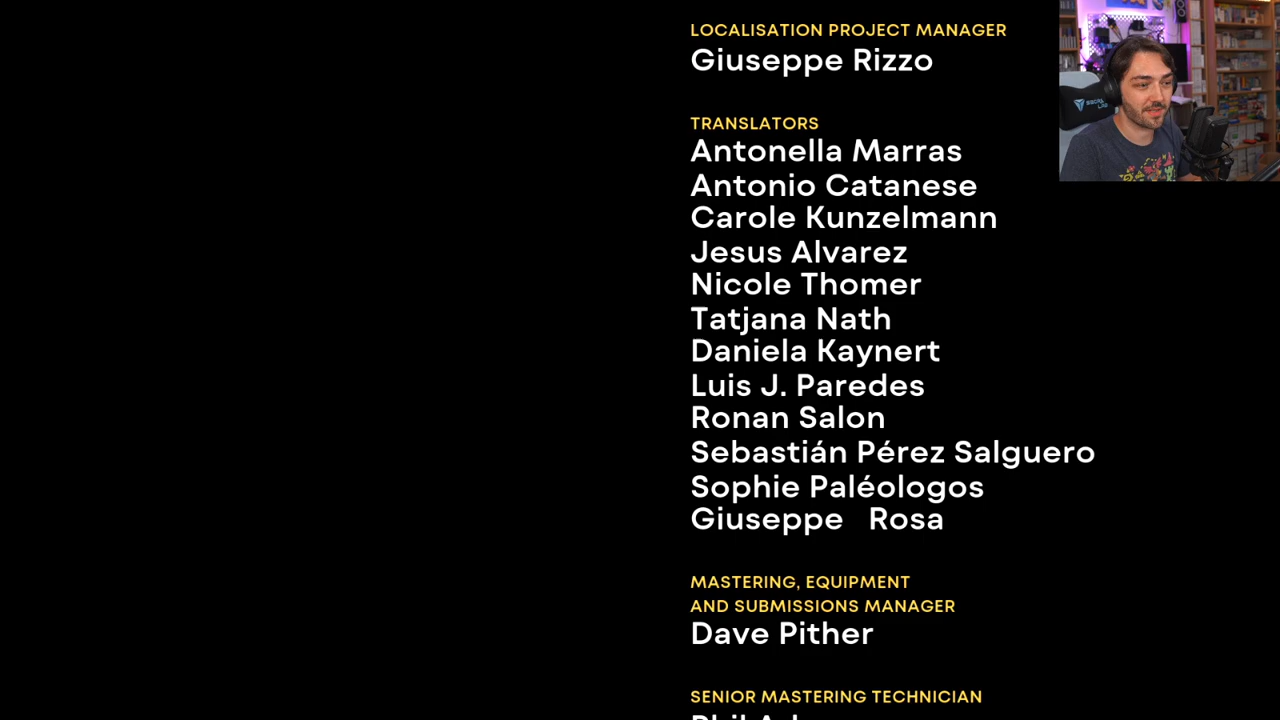 LOCALISATION PROJECT MANAGER
Giuseppe Rizzo
TRANSLATORS
Antonella Marras
Antonio Catanese
Carole Kunzelmann
Jesus Alvarez
Nicole Thomer
Tatjana Nath
Daniela Kaynert
Luis J. Paredes
Ronan Salon
Sebastián Pérez Salguero
Sophie Paléologos
Giuseppe Rosa
MASTERING, EQUIPMENT
AND SUBMISSIONS MANAGER
Dave Pither
SENIOR MASTERING TECHNICIAN